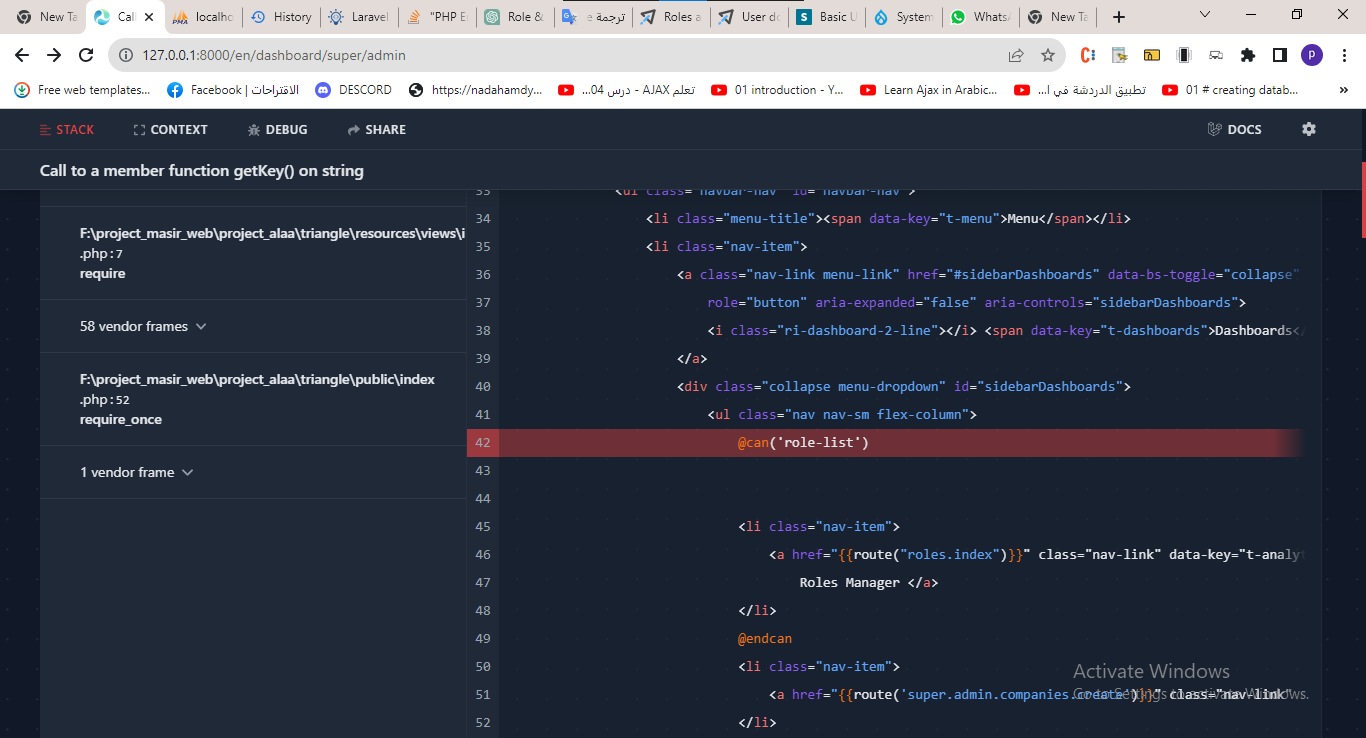 New Ta
Cali
localho
History
Laravel
"PHP E
Role &
ترجمة e
Roles a
User do
Basic U
System
WhatsA
New Ta
127.0.0.1:8000/en/dashboard/super/admin
p
Free web templates...
Facebook | الاقتراحات
DESCORD
https://nadahamdy...
تعلم AJAX - درس 04...
01 introduction - Y...
Learn Ajax in Arabic...
تطبيق الدردشة في ا...
01 # creating datab...
STACK
CONTEXT
DEBUG
SHARE
DOCS
Call to a member function getKey() on string
F:\project_masir_web\project_alaa\triangle\resources\views\i
.php:7
require
58 vendor frames
F:\project_masir_web\project_alaa\triangle\public\index
.php:52
require_once
1 vendor frame
33 <ul class="navbar-nav" id="navbar-nav">
34 <li class="menu-title"><span data-key="t-menu">Menu</span></li>
35 <li class="nav-item">
36 <a class="nav-link menu-link" href="#sidebarDashboards" data-bs-toggle="collapse"
37 role="button" aria-expanded="false" aria-controls="sidebarDashboards">
38 <i class="ri-dashboard-2-line"></i> <span data-key="t-dashboards">Dashboards</
39 </a>
40 <div class="collapse menu-dropdown" id="sidebarDashboards">
41 <ul class="nav nav-sm flex-column">
42 @can('role-list')
43
44
45 <li class="nav-item">
46 <a href="{{route("roles.index")}}" class="nav-link" data-key="t-analyt
47 Roles Manager </a>
48 </li>
49 @endcan
50 <li class="nav-item">
51 <a href="{{route('super.admin.companies.create')}}" class="nav-link"
52 </li>
Activate Windows
Go to Settings to activate Windows.